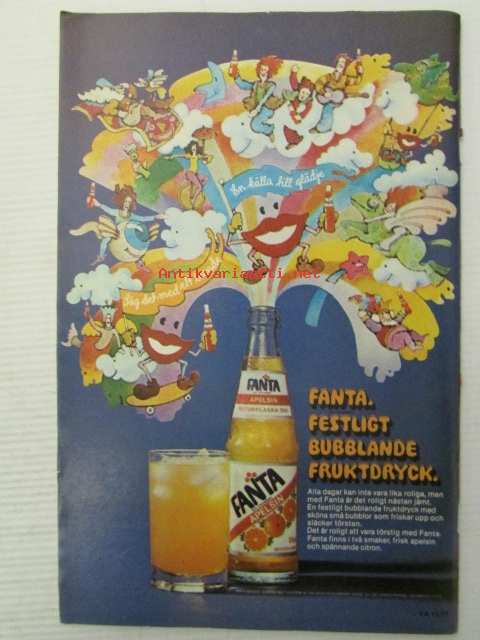 En källa till glädje
Säg det med ett leende
Antikvariaatti.net
FANTA
APELSIN
FANTA
APELSIN
FANTA.
FESTLIGT
BUBBLANDE
FRUKTDRYCK.
Alla dagar kan inte vara lika roliga, men
med Fanta är det roligt nästan jämt.
En festligt bubblande fruktdryck med
sköna små bubblor som friskar upp och
släcker törsten.
Det är roligt att vara törstig med Fanta.
Fanta finns i två smaker, frisk apelsin
och spännande citron.